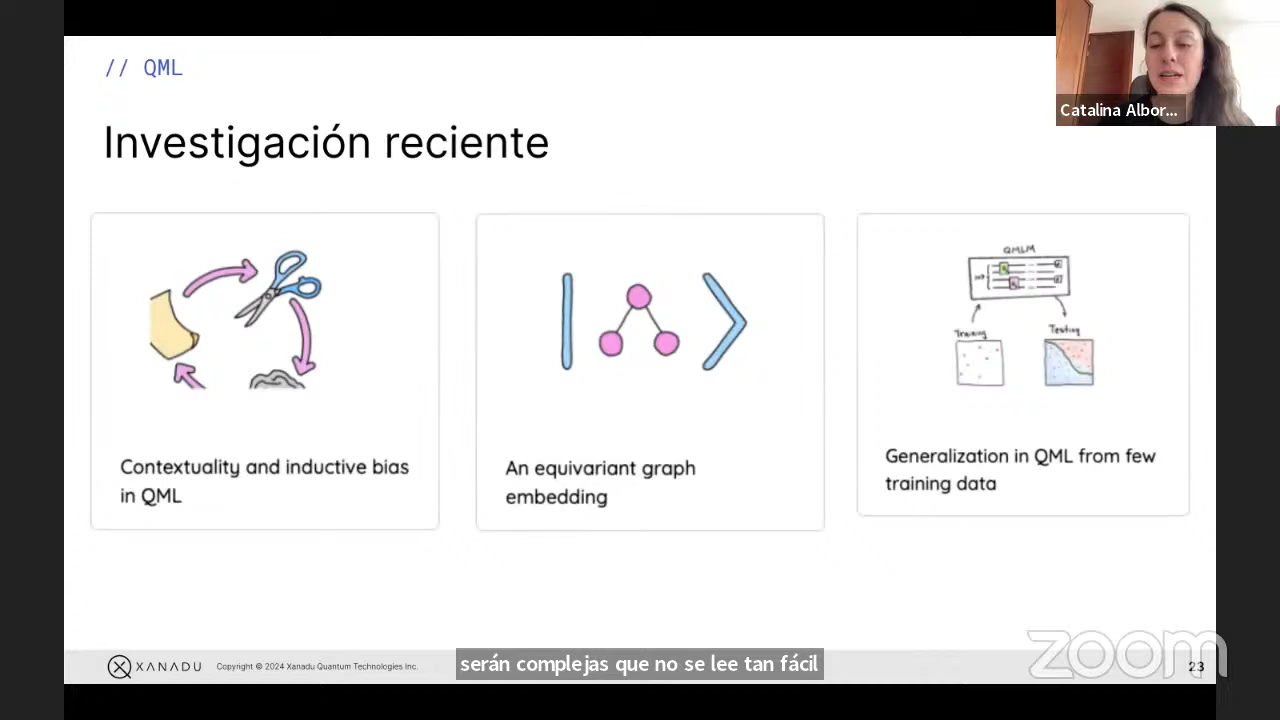 // QML
Catalina Albor...
Investigación reciente
QMLM
Training
Testing
Contextuality and inductive bias
in QML
An equivariant graph
embedding
Generalization in QML from few
training data
XANADU
Copyright © 2024 Xanadu Quantum Technologies Inc.
serán complejas que no se lee tan fácil
zoom
23